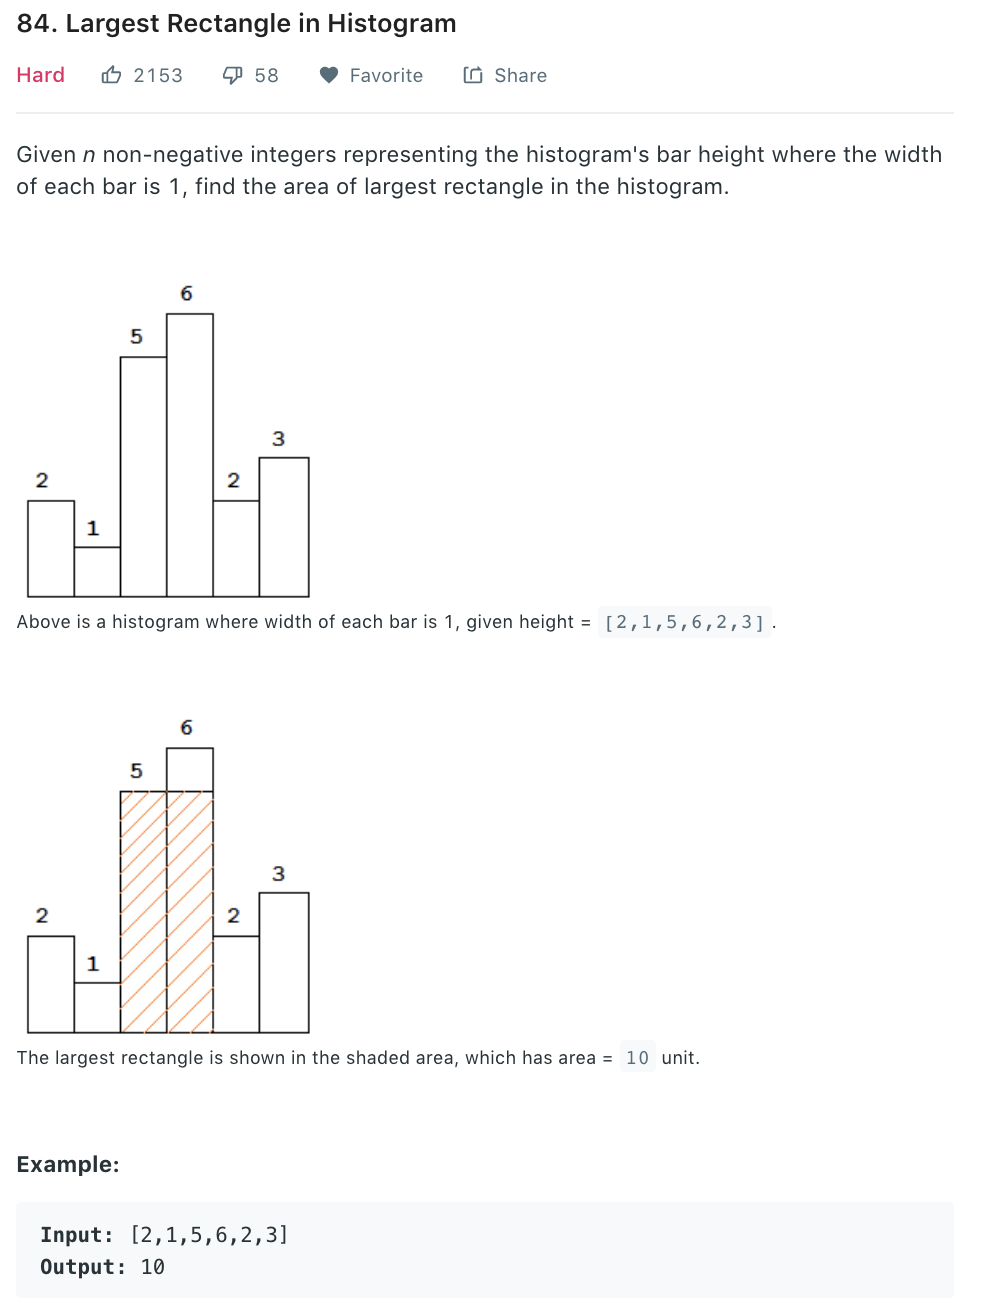 84. Largest Rectangle in Histogram
Hard 2153 58 Favorite Share
Given n non-negative integers representing the histogram's bar height where the width
of each bar is 1, find the area of largest rectangle in the histogram.
6
5
3
2
2
1
Above is a histogram where width of each bar is 1, given height = [2,1,5,6,2,3].
6
5
3
2
2
1
The largest rectangle is shown in the shaded area, which has area = 10 unit.
Example:
Input: [2,1,5,6,2,3]
Output: 10